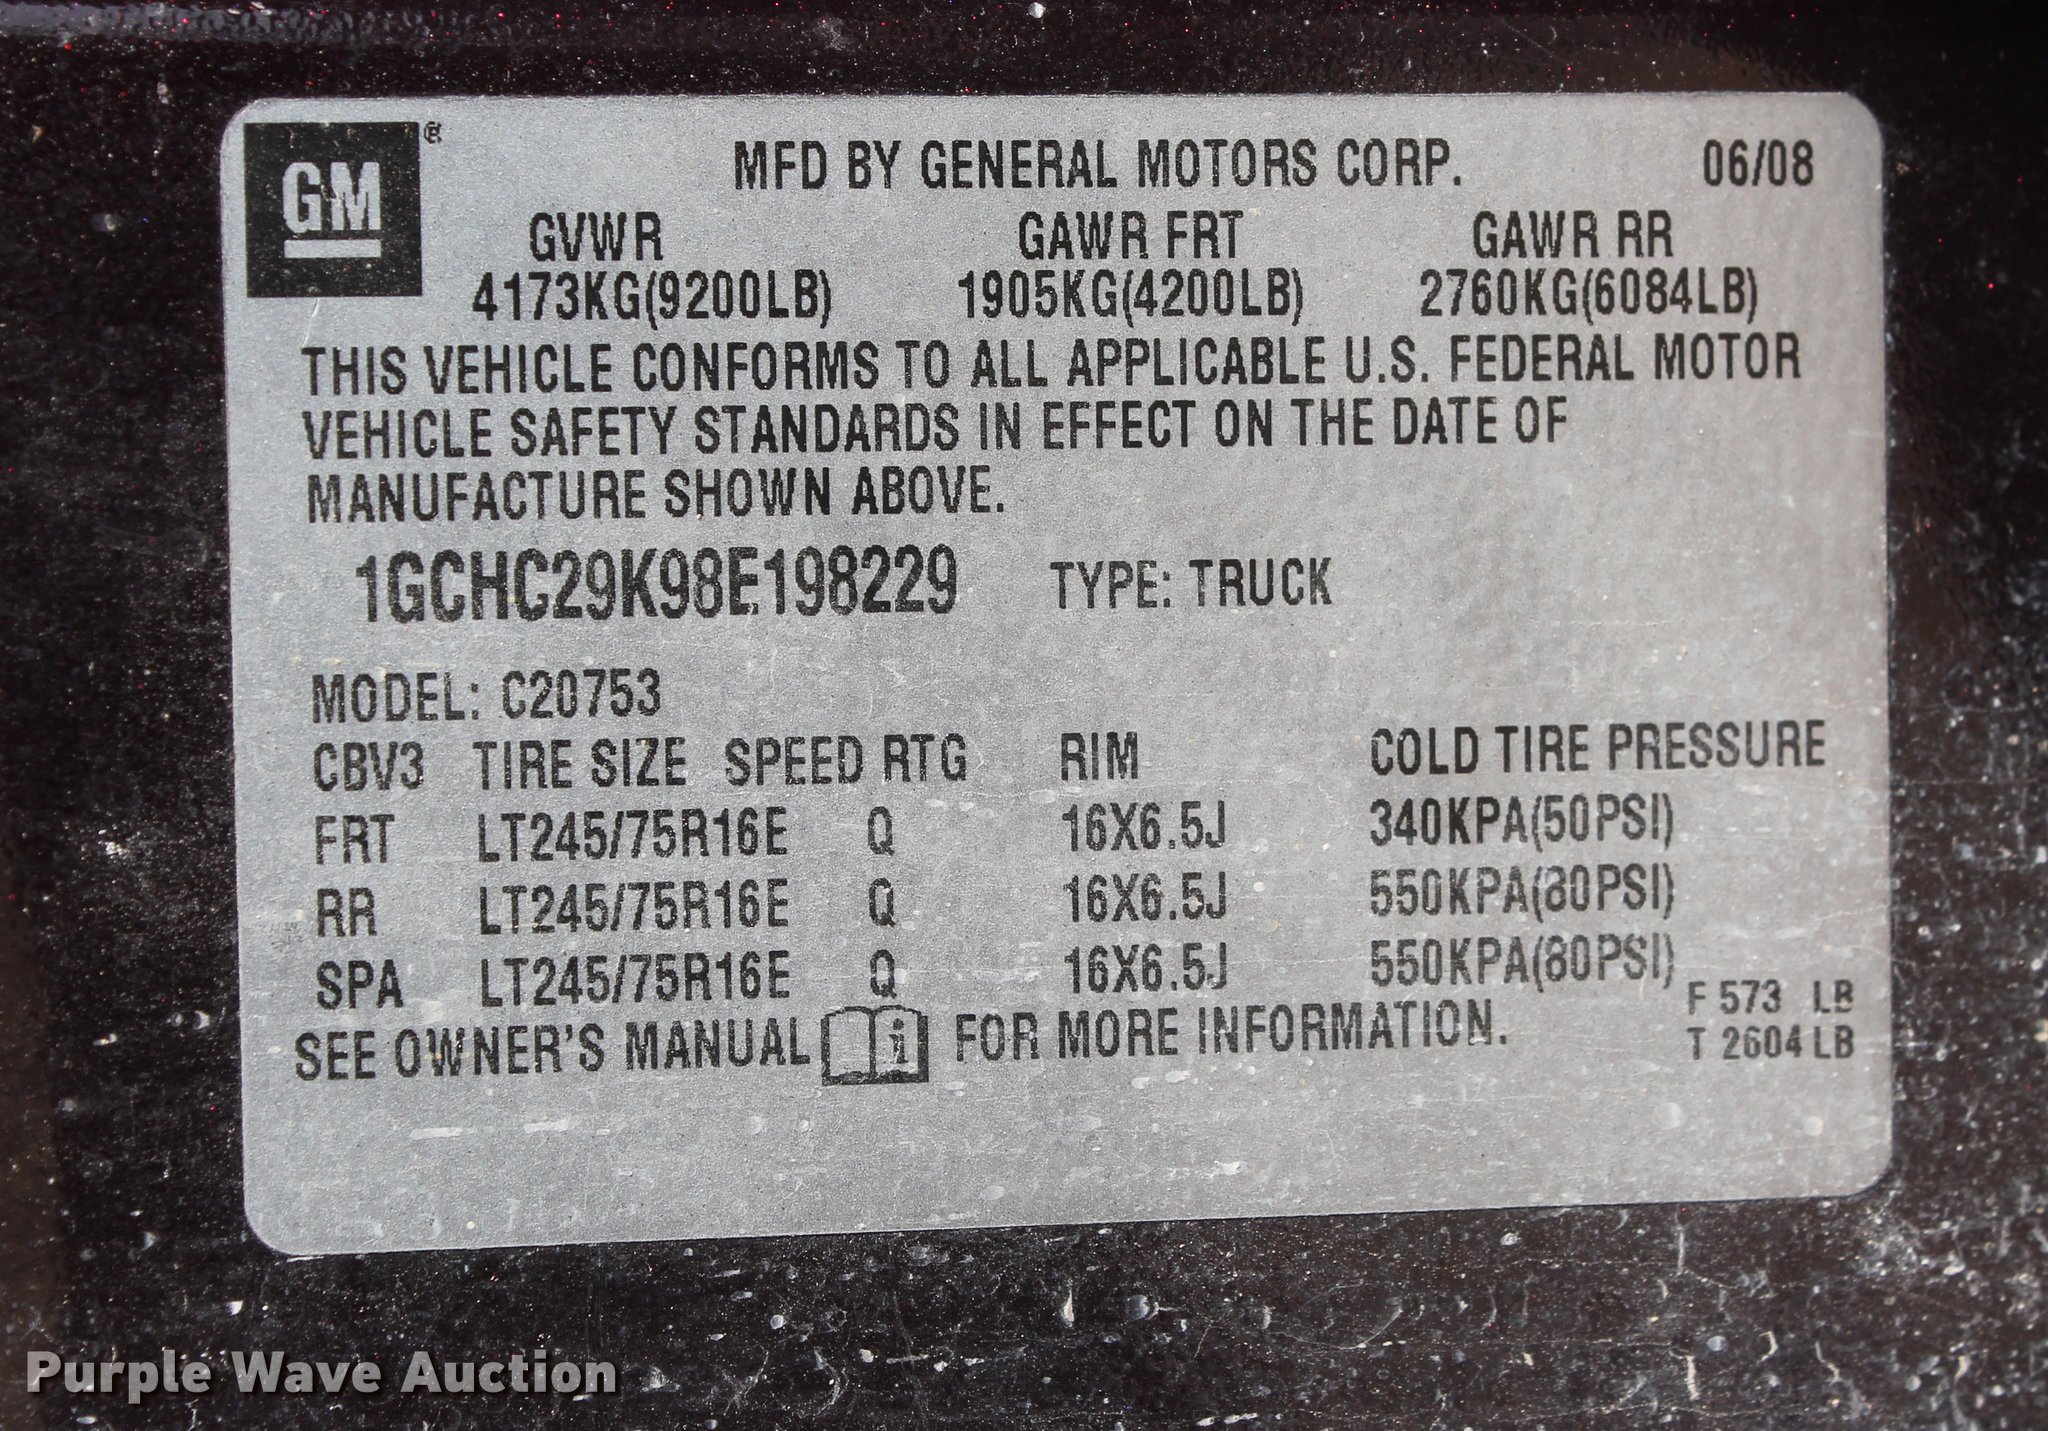 GM ®
MFD BY GENERAL MOTORS CORP. 06/08
GVWR GAWR FRT GAWR RR
4173KG(9200LB) 1905KG(4200LB) 2760KG(6084LB)
THIS VEHICLE CONFORMS TO ALL APPLICABLE U.S. FEDERAL MOTOR
VEHICLE SAFETY STANDARDS IN EFFECT ON THE DATE OF
MANUFACTURE SHOWN ABOVE.
1GCHC29K98E198229 TYPE: TRUCK
MODEL: C20753
CBV3 TIRE SIZE SPEED RTG RIM COLD TIRE PRESSURE
FRT LT245/75R16E Q 16X6.5J 340KPA(50PSI)
RR LT245/75R16E Q 16X6.5J 550KPA(80PSI)
SPA LT245/75R16E Q 16X6.5J 550KPA(80PSI)
F 573 LB
T 2604 LB
SEE OWNER'S MANUAL i FOR MORE INFORMATION.
Purple Wave Auction